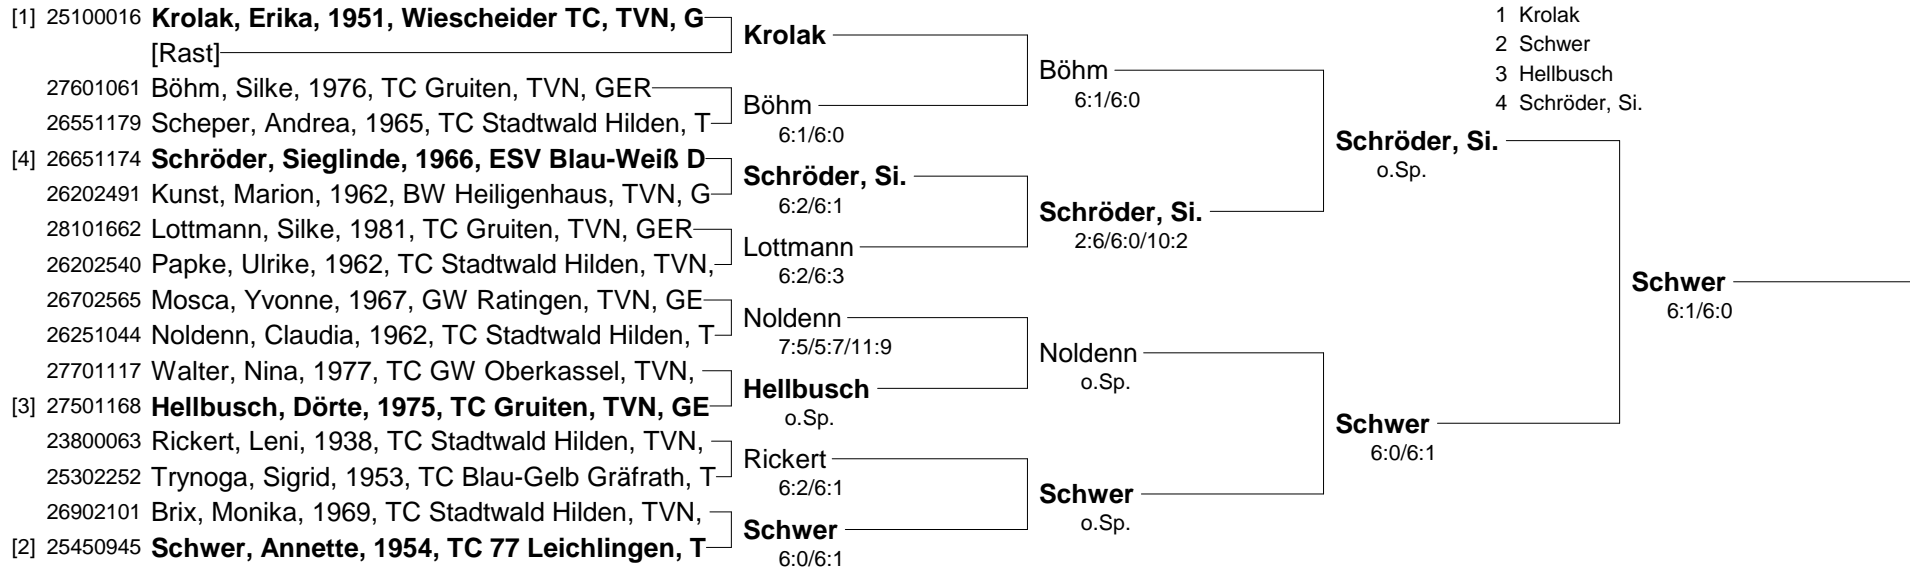 [1] 25100016 Krolak, Erika, 1951, Wiescheider TC, TVN, G
[Rast]
27601061 Böhm, Silke, 1976, TC Gruiten, TVN, GER
26551179 Scheper, Andrea, 1965, TC Stadtwald Hilden, T
[4] 26651174 Schröder, Sieglinde, 1966, ESV Blau-Weiß D
26202491 Kunst, Marion, 1962, BW Heiligenhaus, TVN, G
28101662 Lottmann, Silke, 1981, TC Gruiten, TVN, GER
26202540 Papke, Ulrike, 1962, TC Stadtwald Hilden, TVN,
26702565 Mosca, Yvonne, 1967, GW Ratingen, TVN, GE
26251044 Noldenn, Claudia, 1962, TC Stadtwald Hilden, T
27701117 Walter, Nina, 1977, TC GW Oberkassel, TVN,
[3] 27501168 Hellbusch, Dörte, 1975, TC Gruiten, TVN, GE
23800063 Rickert, Leni, 1938, TC Stadtwald Hilden, TVN,
25302252 Trynoga, Sigrid, 1953, TC Blau-Gelb Gräfrath, T
26902101 Brix, Monika, 1969, TC Stadtwald Hilden, TVN,
[2] 25450945 Schwer, Annette, 1954, TC 77 Leichlingen, T
Krolak
Böhm
6:1/6:0
Schröder, Si.
6:2/6:1
Lottmann
6:2/6:3
Noldenn
7:5/5:7/11:9
Hellbusch
o.Sp.
Rickert
6:2/6:1
Schwer
6:0/6:1
Böhm
6:1/6:0
Schröder, Si.
2:6/6:0/10:2
Noldenn
o.Sp.
Schwer
o.Sp.
Schröder, Si.
o.Sp.
Schwer
6:0/6:1
Schwer
6:1/6:0
1 Krolak
2 Schwer
3 Hellbusch
4 Schröder, Si.